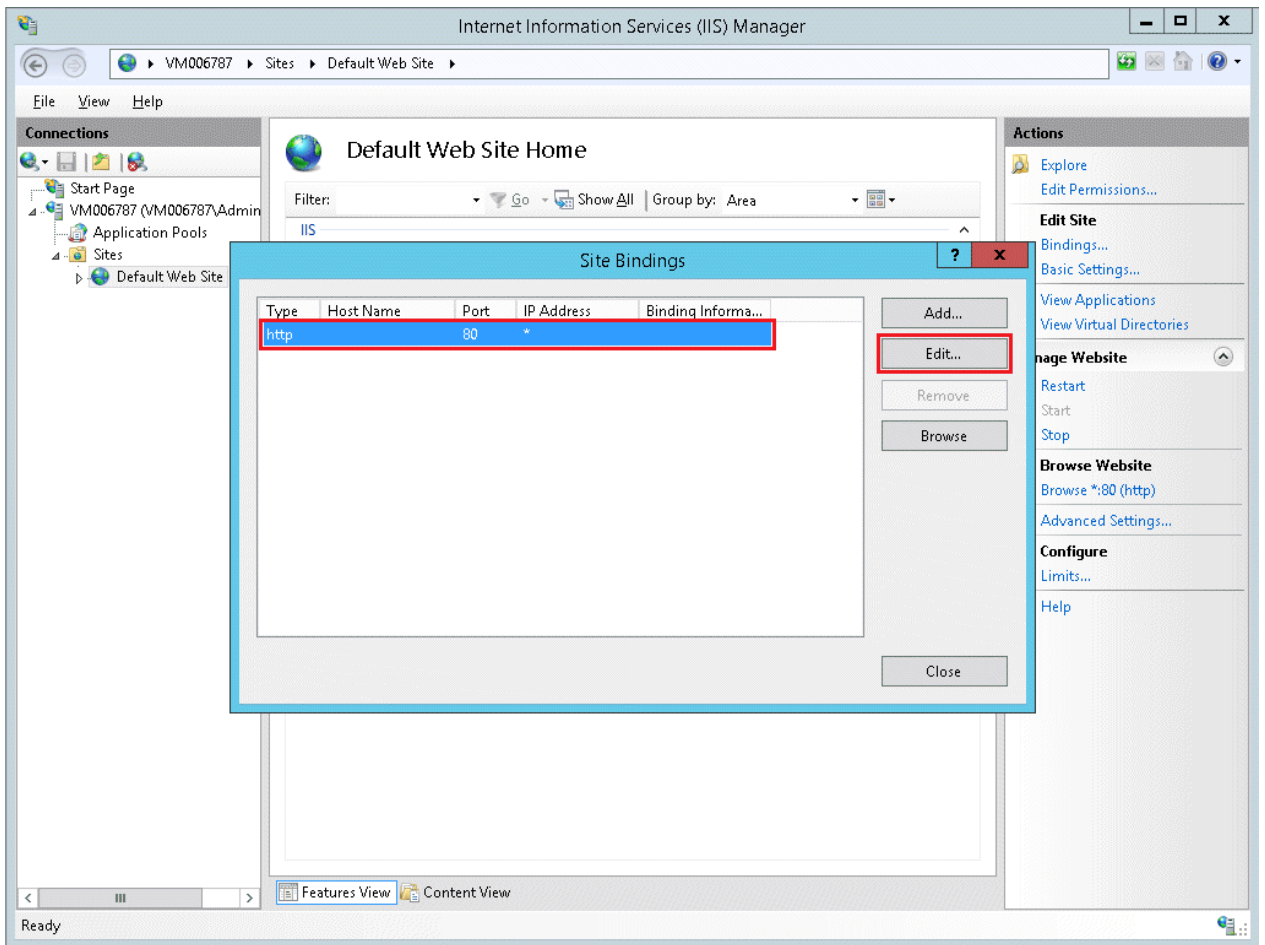 Internet Information Services (IIS) Manager
VM006787 Sites Default Web Site
File View Help
Connections
Start Page
VM006787 (VM006787\Admin
Application Pools
Sites
Default Web Site
Default Web Site Home
Filter: Go Show All Group by: Area
IIS
Site Bindings
Type Host Name Port IP Address Binding Informa...
http 80 *
Add...
Edit...
Remove
Browse
Close
Actions
Explore
Edit Permissions...
Edit Site
Bindings...
Basic Settings...
View Applications
View Virtual Directories
nage Website
Restart
Start
Stop
Browse Website
Browse *:80 (http)
Advanced Settings...
Configure
Limits...
Help
Features View Content View
Ready